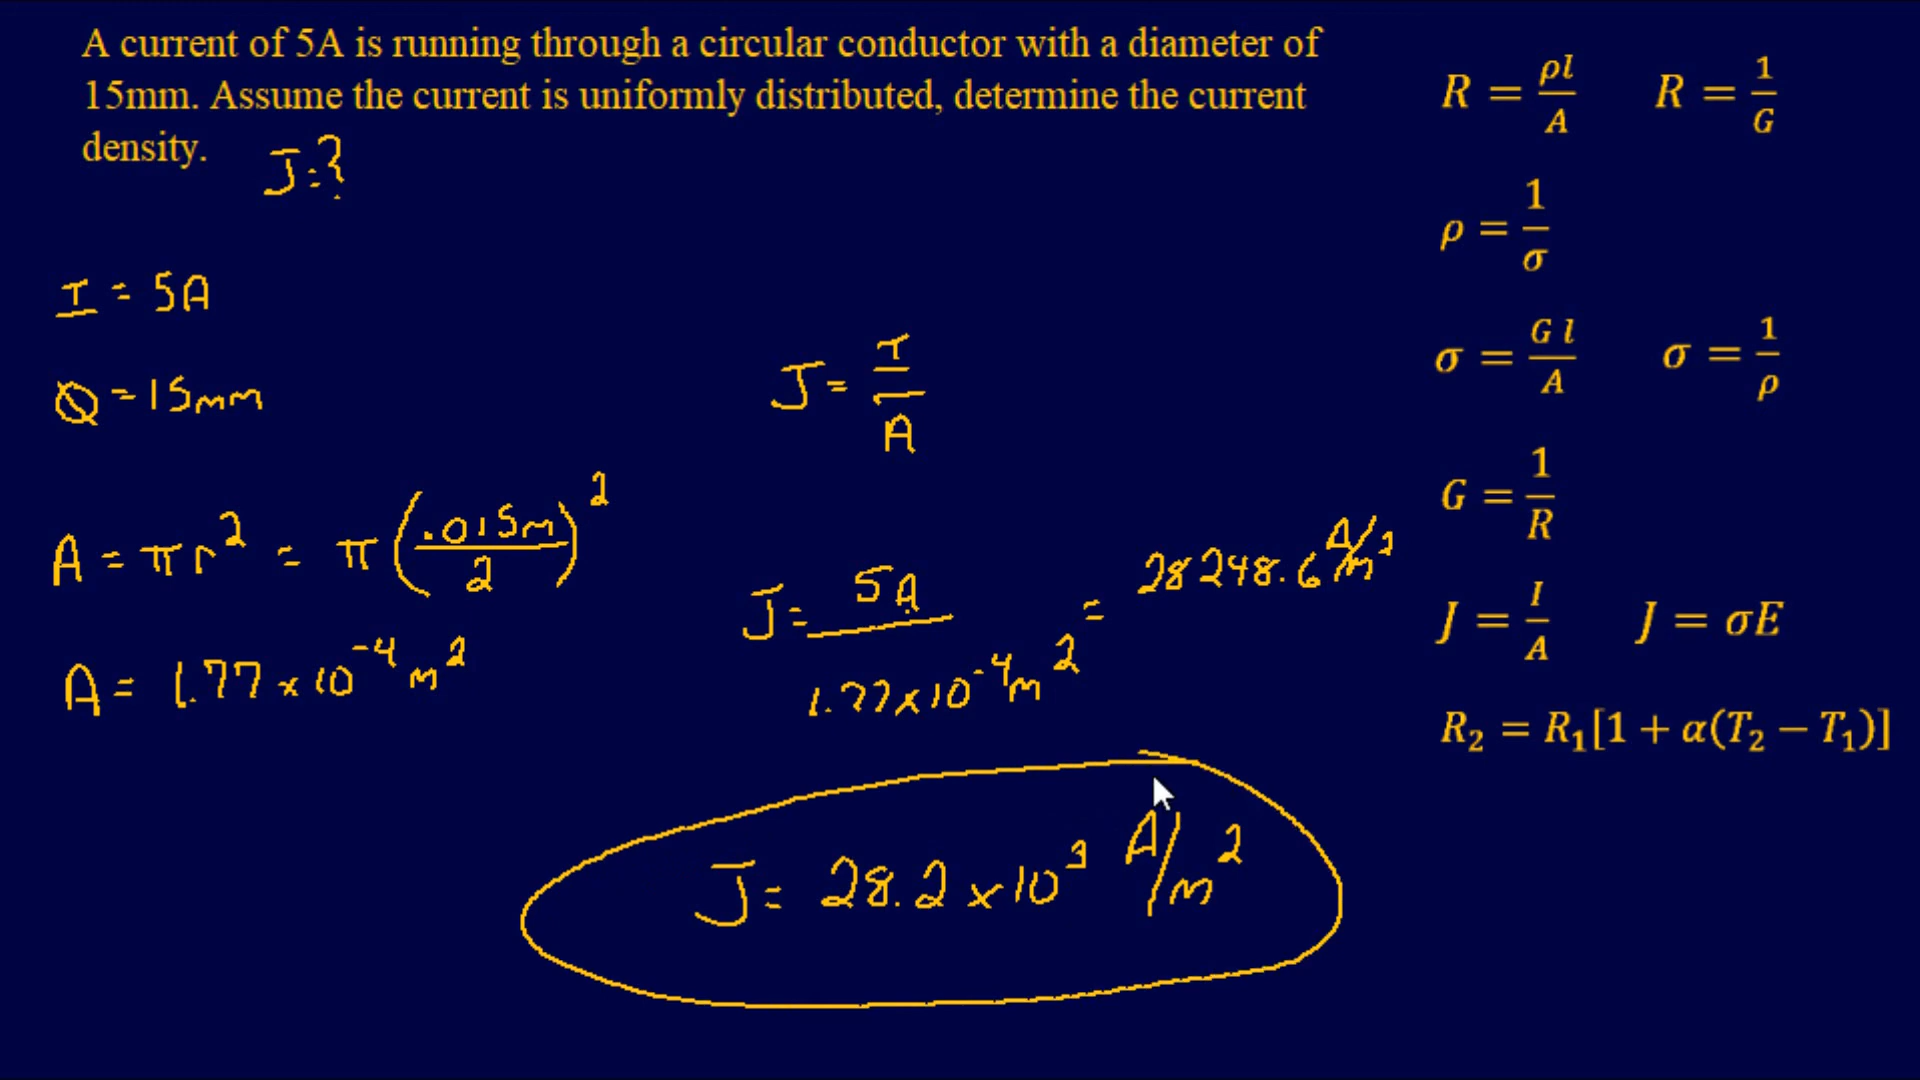 A current of 5A is running through a circular conductor with a diameter of
15mm. Assume the current is uniformly distributed, determine the current
density.
J=?
I = 5A
Ø = 15mm
A = πr² = π(.015m/2)²
A = 1.77 x 10⁻⁴ m²
J = I/A
J = 5A / 1.77x10⁻⁴m² = 28248.6 A/m²
J = 28.2 x 10³ A/m²
R = ρl/A
R = 1/G
ρ = 1/σ
σ = G l/A
σ = 1/ρ
G = 1/R
J = I/A
J = σE
R₂ = R₁[1 + α(T₂ − T₁)]